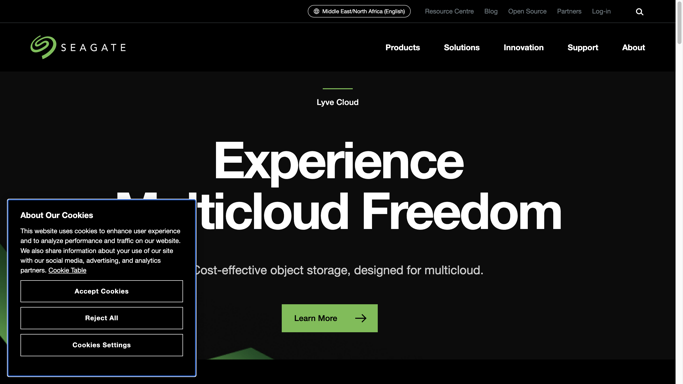 Middle East/North Africa (English)
Resource Centre
Blog
Open Source
Partners
Log-in
SEAGATE
Products
Solutions
Innovation
Support
About
Lyve Cloud
Experience
Multicloud Freedom
Cost-effective object storage, designed for multicloud.
Learn More
About Our Cookies
This website uses cookies to enhance user experience
and to analyze performance and traffic on our website.
We also share information about your use of our site
with our social media, advertising, and analytics
partners. Cookie Table
Accept Cookies
Reject All
Cookies Settings